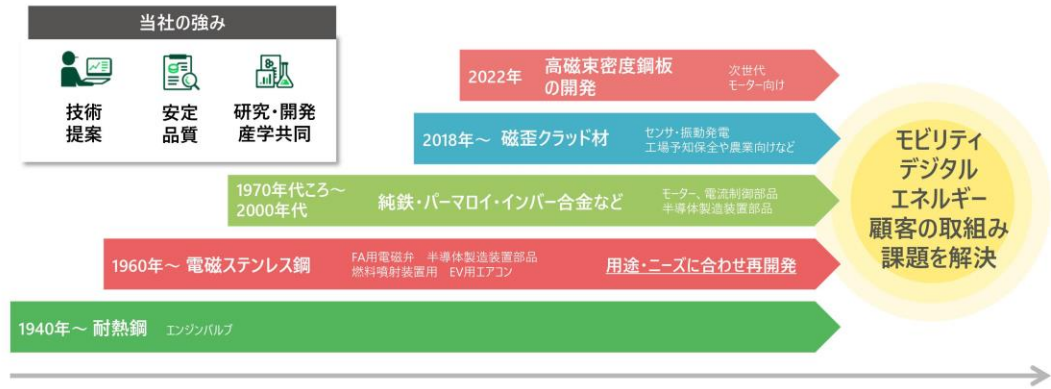 当社の強み
技術
提案
安定
品質
研究・開発
産学共同
2022年
高磁束密度鋼板
の開発
次世代
モーター向け
2018年～ 磁歪クラッド材
センサ・振動発電
工場予知保全や農業向けなど
1970年代ころ～
2000年代
純鉄・パーマロイ・インバー合金など
モーター、電流制御部品
半導体製造装置部品
1960年～ 電磁ステンレス鋼
FA用電磁弁 半導体製造装置部品
燃料噴射装置用 EV用エアコン
用途・ニーズに合わせ再開発
1940年～ 耐熱鋼 エンジンバルブ
モビリティ
デジタル
エネルギー
顧客の取組み
課題を解決